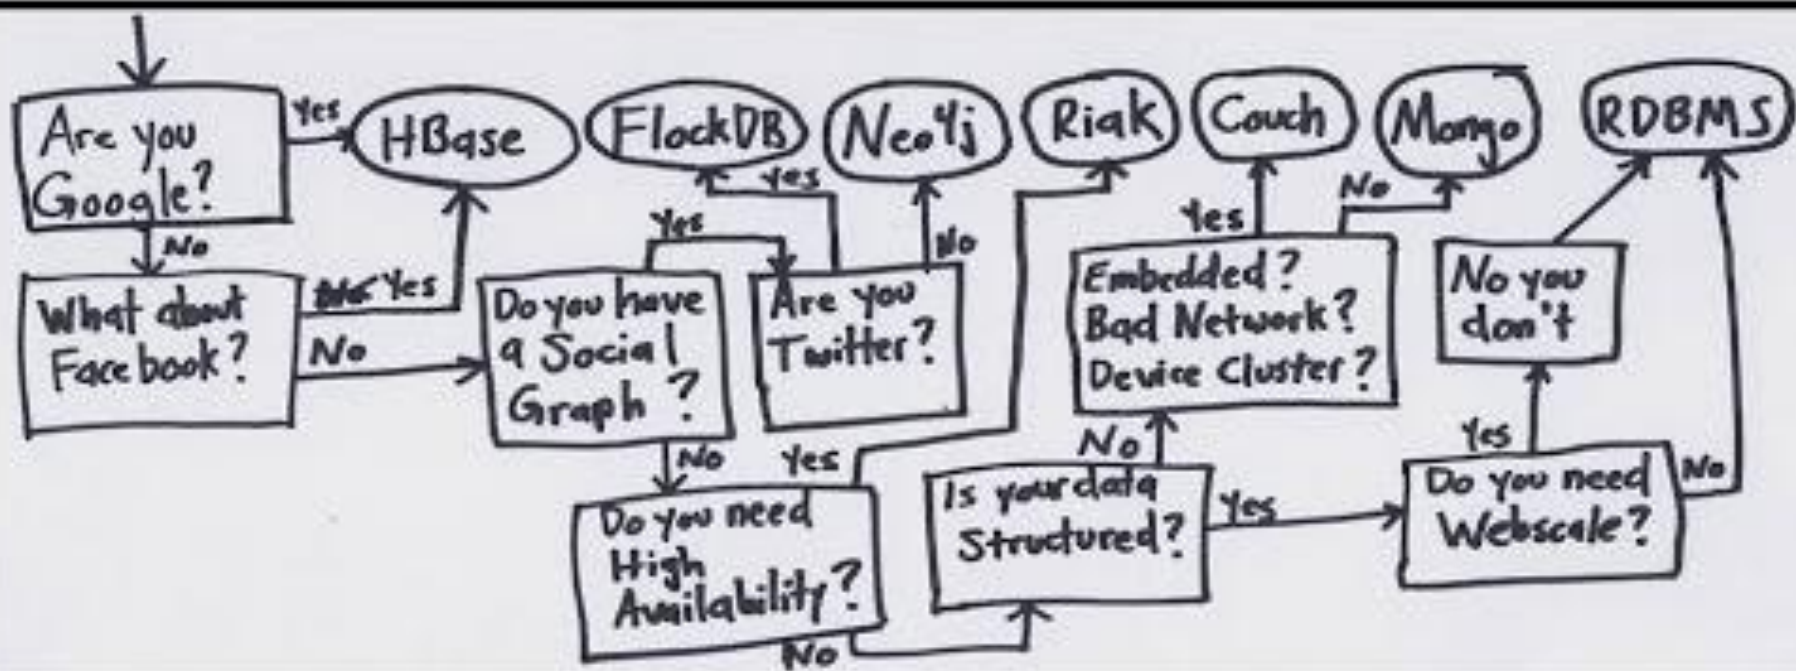 Are you
Google?
Yes
HBase
FlockDB
Neo4j
Riak
Couch
Mongo
RDBMS
No
What about
Facebook?
Yes
No
Do you have
a Social
Graph?
Yes
Are you
Twitter?
Yes
No
No
Do you need
High
Availability?
Yes
No
Is your data
Structured?
No
Yes
Embedded?
Bad Network?
Device Cluster?
Yes
No
Do you need
Webscale?
Yes
No
No you
don't